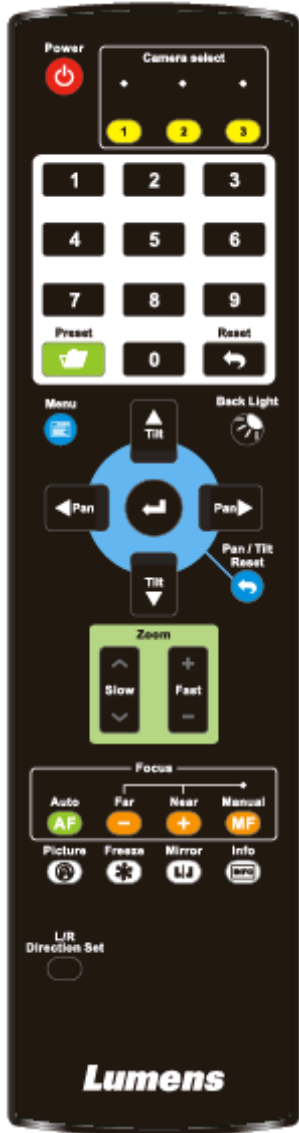 Power
Camera select
1 2 3
1 2 3
4 5 6
7 8 9
Preset Reset
0
Menu Back Light
Tilt
Pan Pan
Pan / Tilt
Reset
Tilt
Zoom
Slow + Fast −
Focus
Auto Far Near Manual
AF − + MF
Picture Freeze Mirror Info
INFO
L/R
Direction Set
Lumens